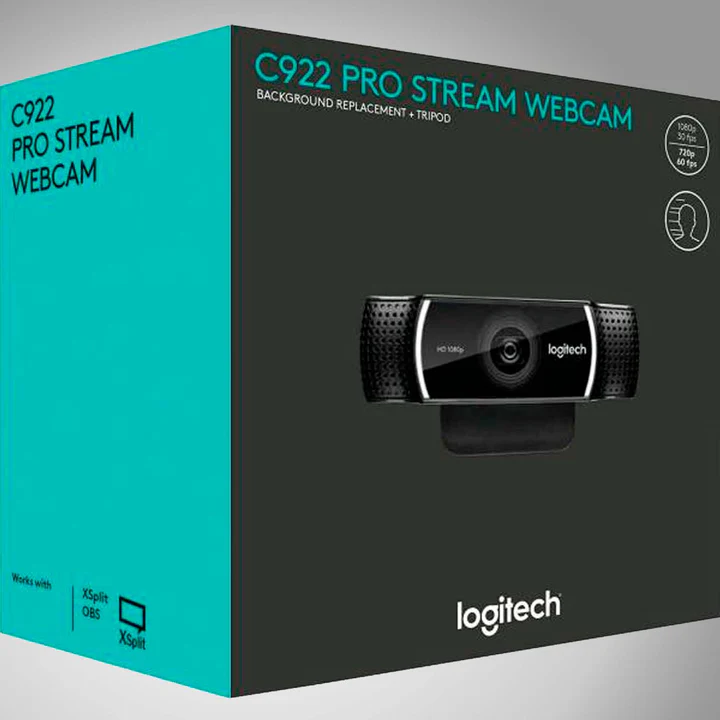 C922
PRO STREAM
WEBCAM
Works with
XSplit
OBS
XSplit
C922 PRO STREAM WEBCAM
BACKGROUND REPLACEMENT + TRIPOD
1080p
30 fps
720p
60 fps
HD 1080p
logitech
logitech